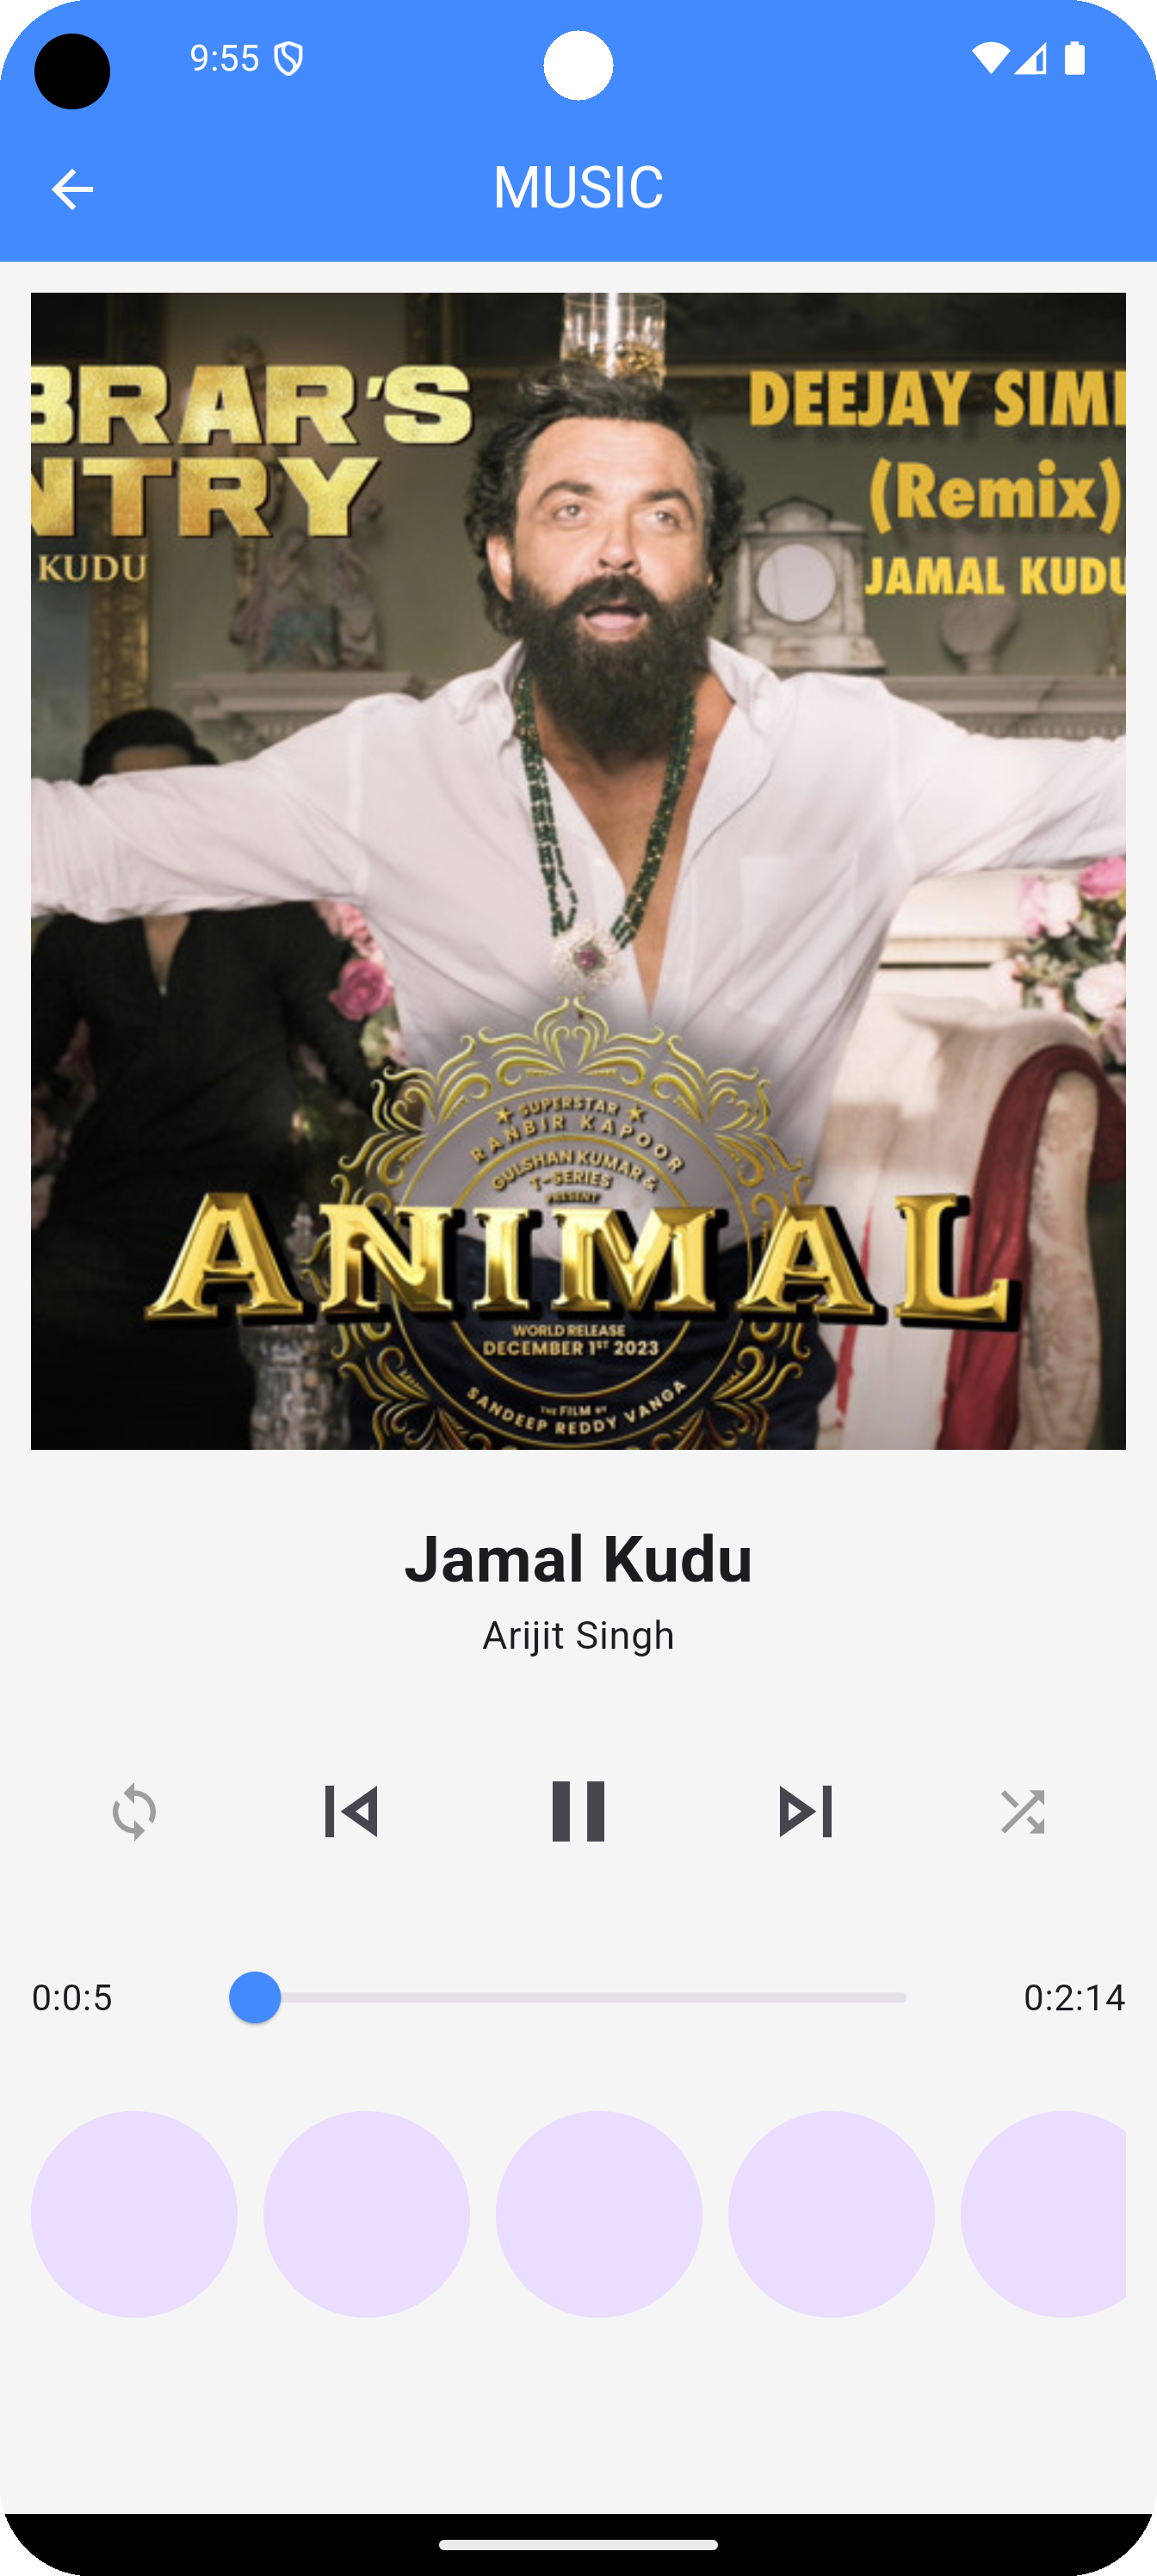 9:55
MUSIC
BRAR'S
NTRY
KUDU
DEEJAY SIM
(Remix)
JAMAL KUDU
★ SUPERSTAR ★
RANBIR KAPOOR
GULSHAN KUMAR &
T-SERIES
PRESENT
ANIMAL
WORLD RELEASE
DECEMBER 1ST 2023
THE FILM BY
SANDEEP REDDY VANGA
Jamal Kudu
Arijit Singh
0:0:5
0:2:14